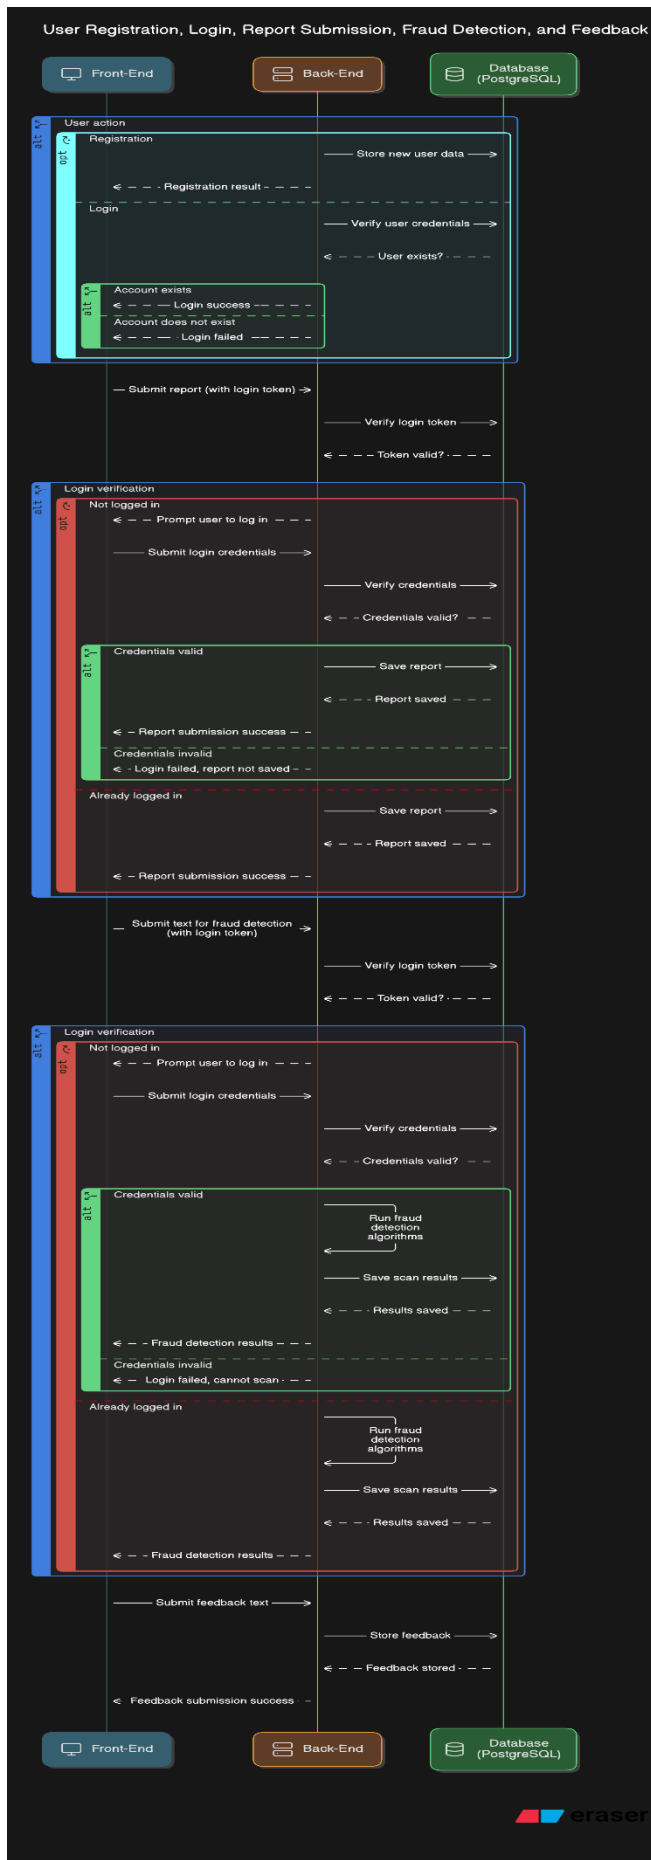 User Registration, Login, Report Submission, Fraud Detection, and Feedback
Front-End
Back-End
Database
(PostgreSQL)
alt
User action
opt
Registration
Store new user data
Registration result
Login
Verify user credentials
User exists?
alt
Account exists
Login success
Account does not exist
Login failed
Submit report (with login token)
Verify login token
Token valid?
alt
Login verification
opt
Not logged in
Prompt user to log in
Submit login credentials
Verify credentials
Credentials valid?
alt
Credentials valid
Save report
Report saved
Report submission success
Credentials invalid
Login failed, report not saved
Already logged in
Save report
Report saved
Report submission success
Submit text for fraud detection
(with login token)
Verify login token
Token valid?
alt
Login verification
opt
Not logged in
Prompt user to log in
Submit login credentials
Verify credentials
Credentials valid?
alt
Credentials valid
Run fraud
detection
algorithms
Save scan results
Results saved
Fraud detection results
Credentials invalid
Login failed, cannot scan
Already logged in
Run fraud
detection
algorithms
Save scan results
Results saved
Fraud detection results
Submit feedback text
Store feedback
Feedback stored
Feedback submission success
Front-End
Back-End
Database
(PostgreSQL)
eraser